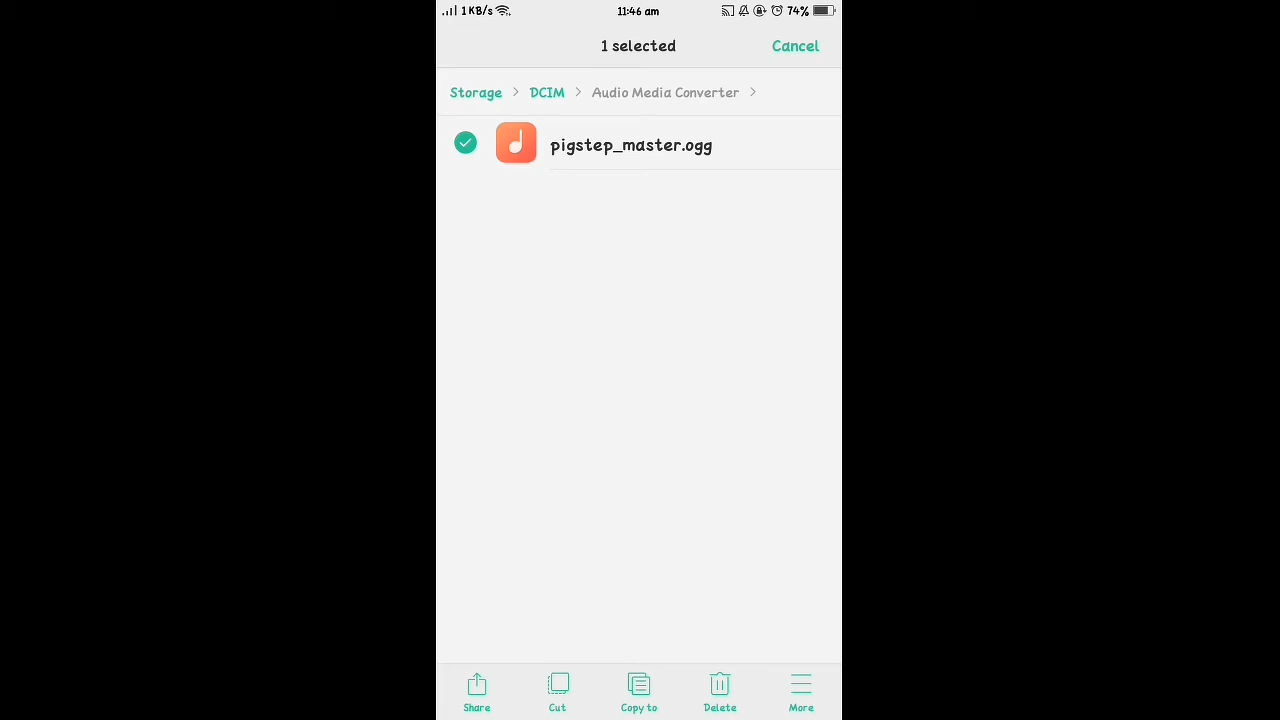 1 KB/s 11:46 am 74%
1 selected Cancel
Storage DCIM Audio Media Converter
pigstep_master.ogg
Share Cut Copy to Delete More